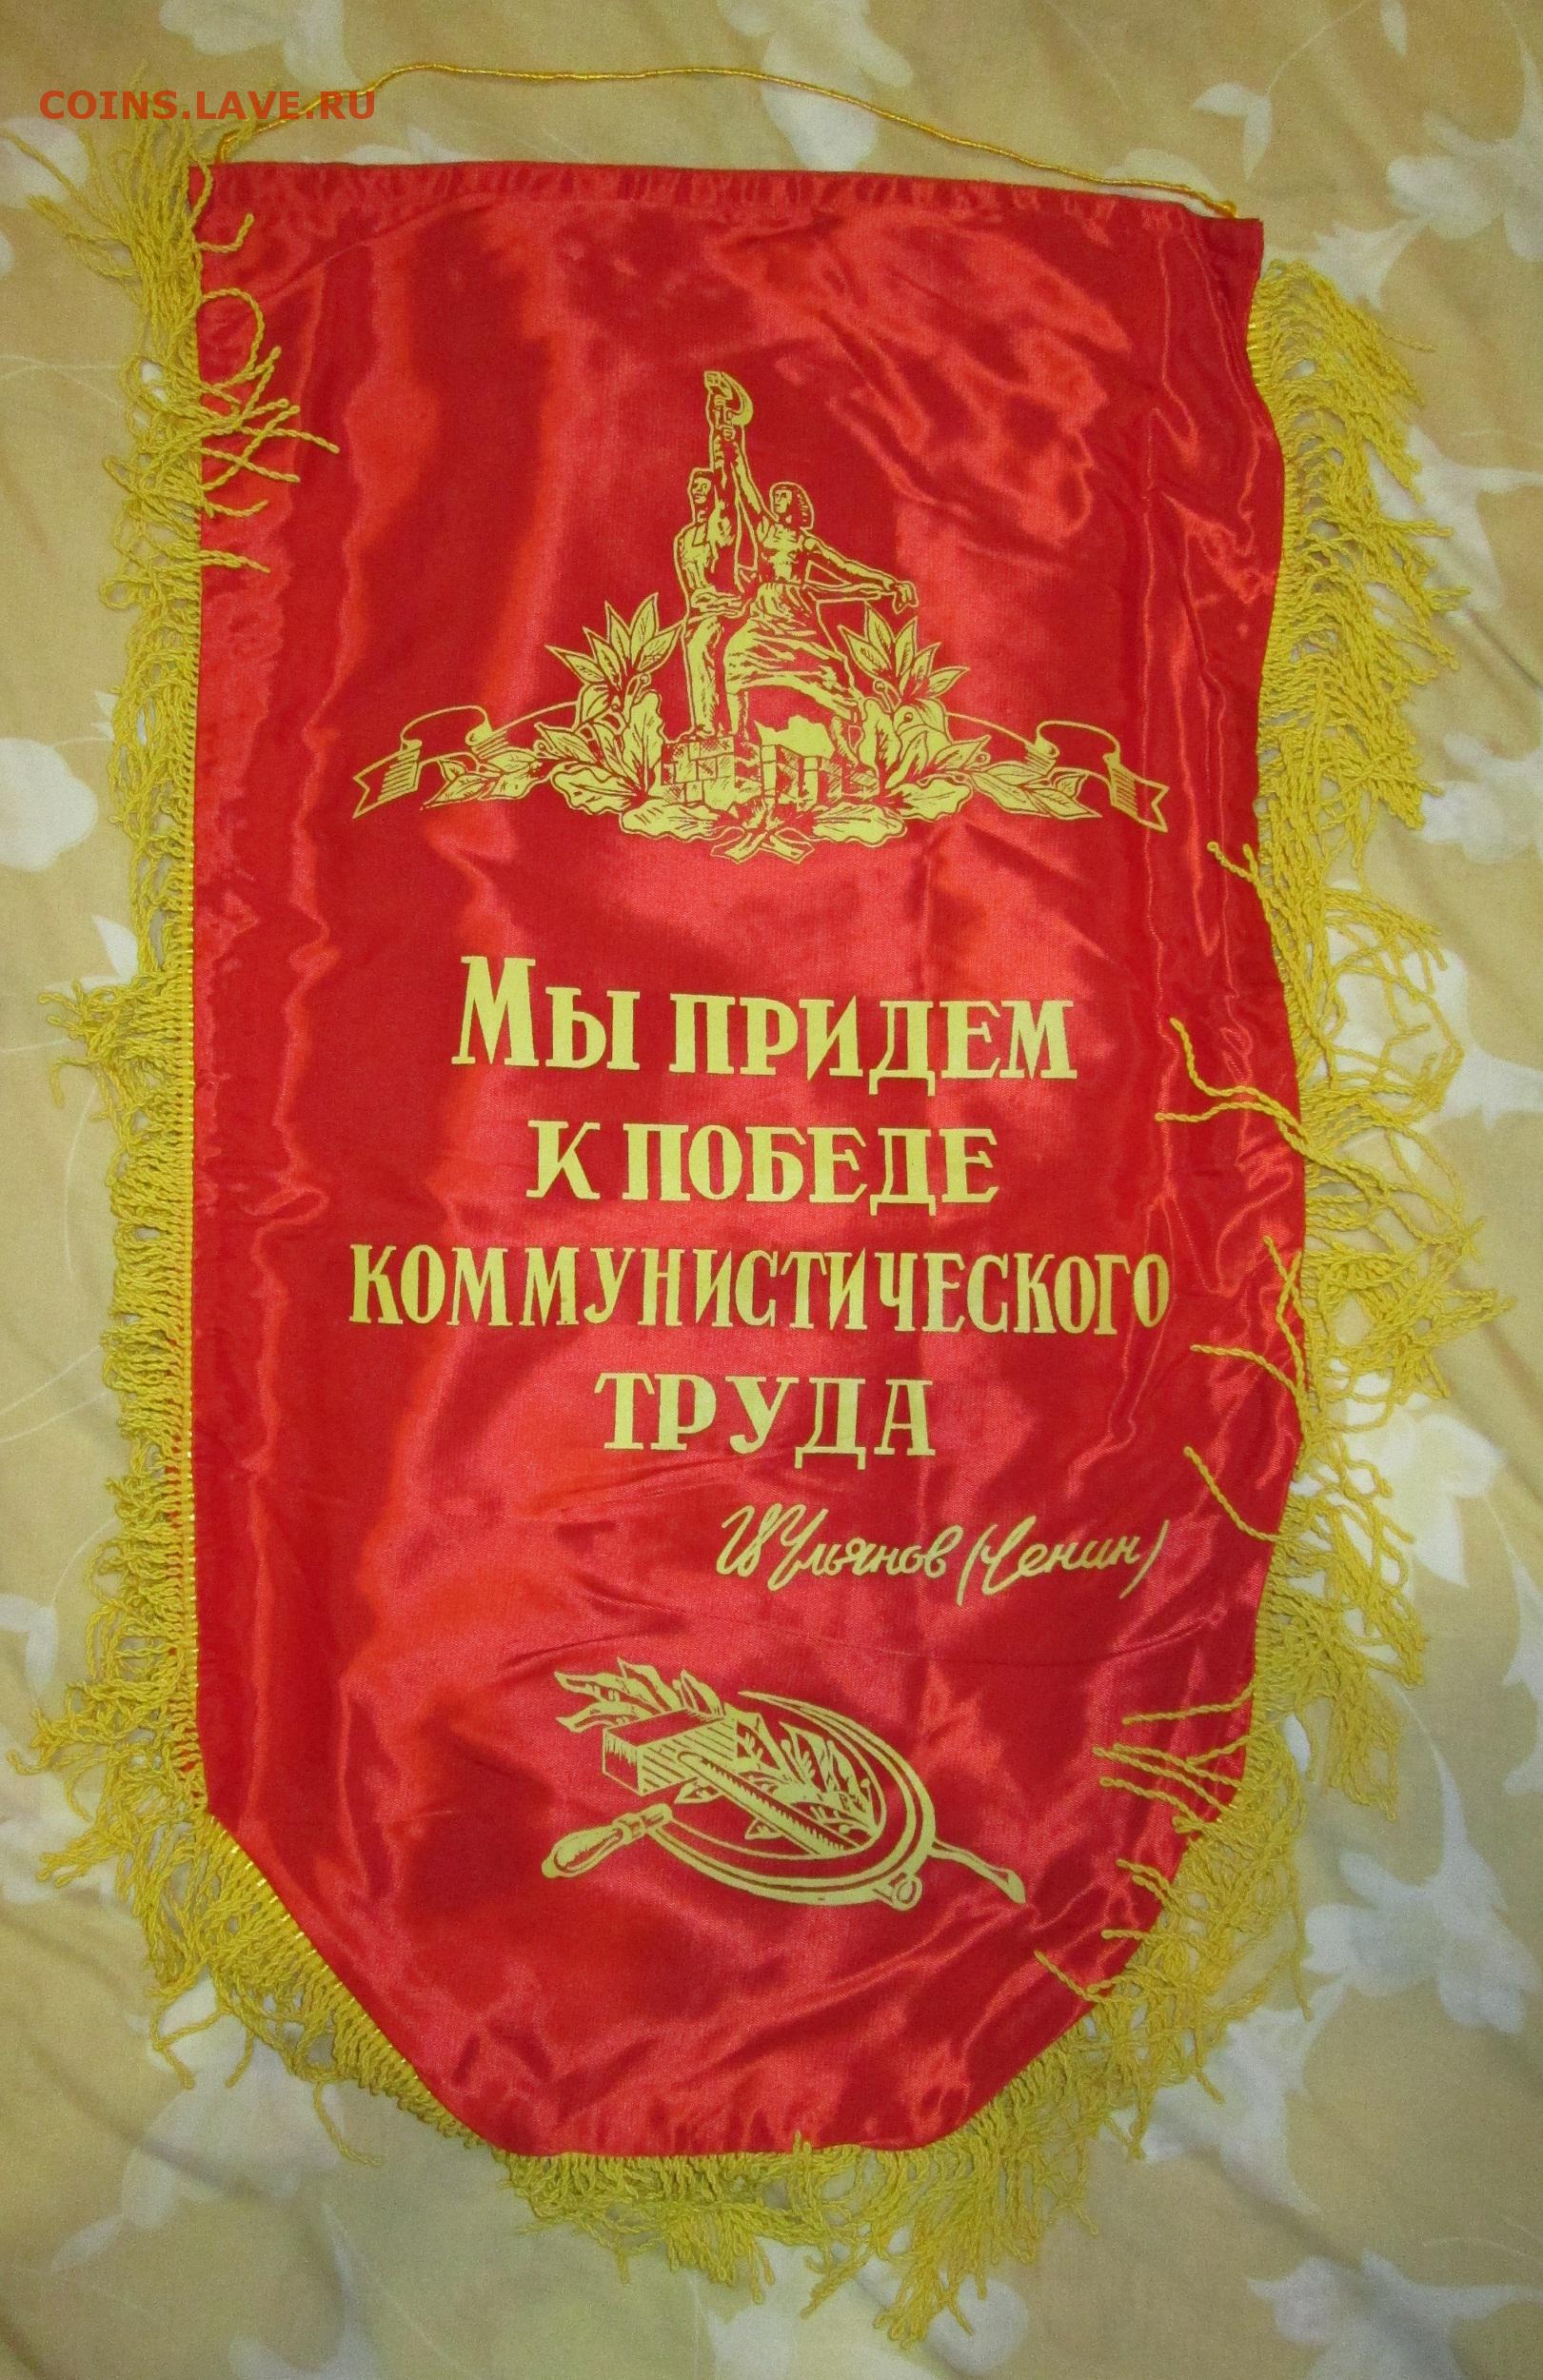 COINS.LAVE.RU
Мы придем
к победе
коммунистического
труда
В Ульянов (Ленин)